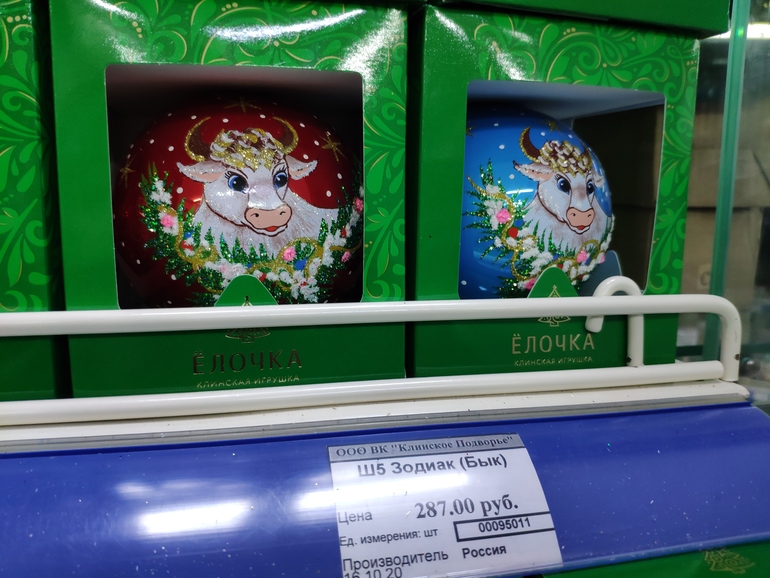 ЁЛОЧКА
КЛИНСКАЯ ИГРУШКА
ЁЛОЧКА
КЛИНСКАЯ ИГРУШКА
ООО ВК "Клинское Подворье"
Ш5 Зодиак (Бык)
Цена 287.00 руб.
Ед. измерения: шт 00095011
Производитель Россия
16.10.20